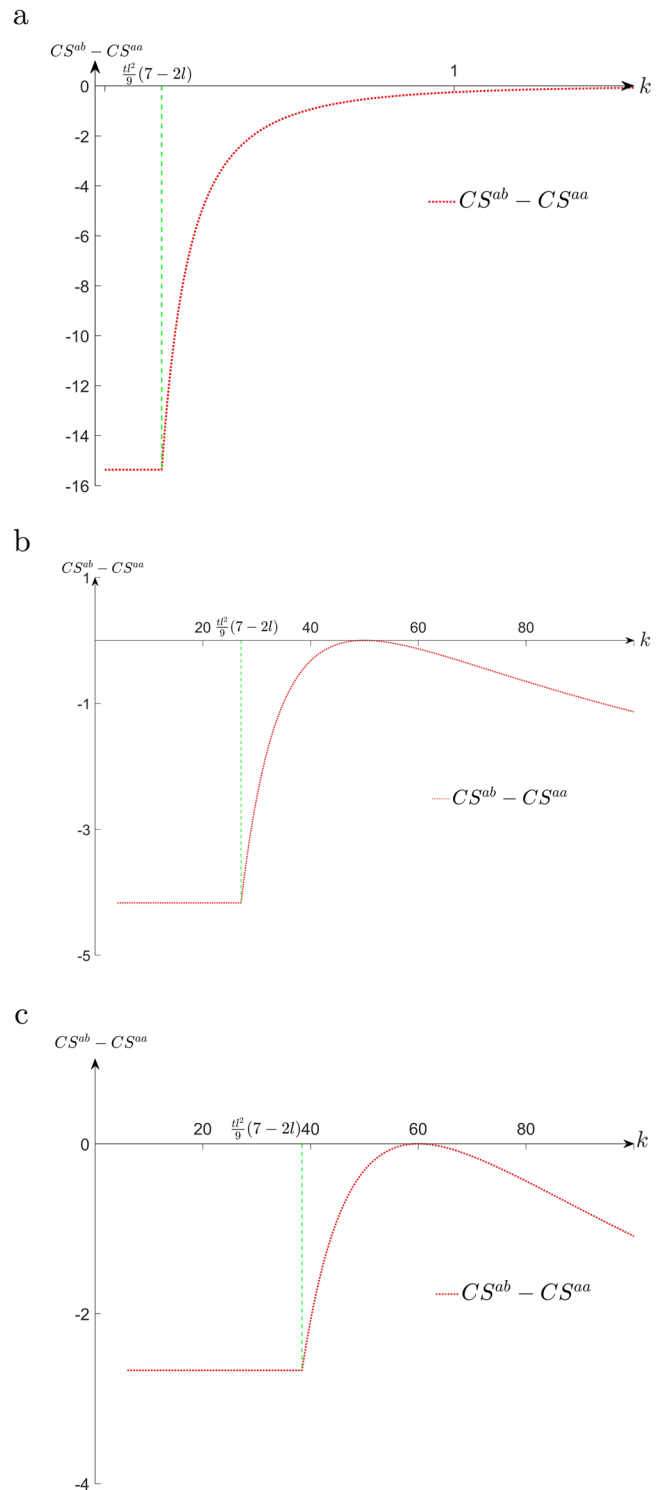 a
CS^{ab} − CS^{aa}
\frac{tl^2}{9}(7 − 2l)
1
0
k
-2
-4
CS^{ab} − CS^{aa}
-6
-8
-10
-12
-14
-16
b
CS^{ab} − CS^{aa}
1
20 \frac{tl^2}{9}(7 − 2l) 40 60 80
k
-1
CS^{ab} − CS^{aa}
-3
-5
c
CS^{ab} − CS^{aa}
20 \frac{tl^2}{9}(7 − 2l) 40 60 80
0
k
CS^{ab} − CS^{aa}
-2
-4